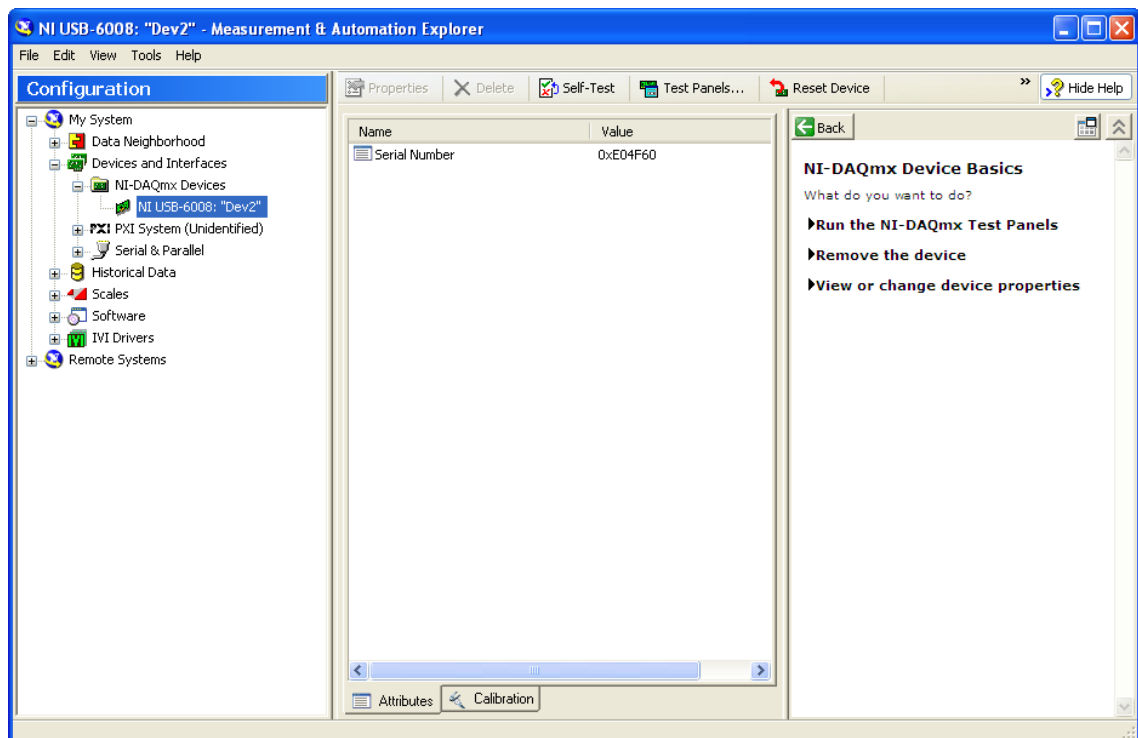 NI USB-6008: "Dev2" - Measurement & Automation Explorer
File Edit View Tools Help
Configuration
My System
Data Neighborhood
Devices and Interfaces
NI-DAQmx Devices
NI USB-6008: "Dev2"
PXI PXI System (Unidentified)
Serial & Parallel
Historical Data
Scales
Software
IVI IVI Drivers
Remote Systems
Properties Delete Self-Test Test Panels... Reset Device » Hide Help
Name Value
Serial Number 0xE04F60
Attributes Calibration
Back
NI-DAQmx Device Basics
What do you want to do?
Run the NI-DAQmx Test Panels
Remove the device
View or change device properties